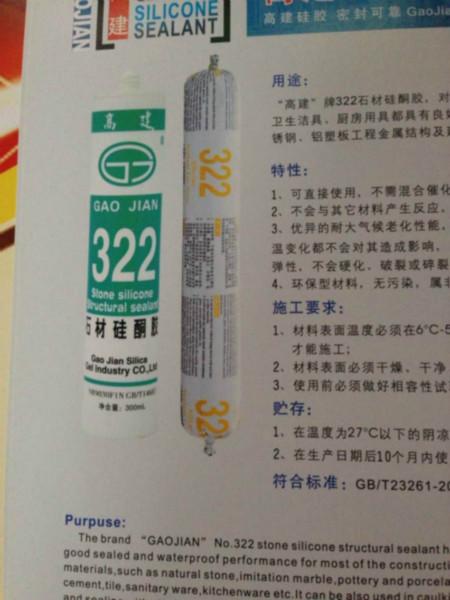 GAOJIAN
建
SILICONE
SEALANT
高建硅胶 密封可靠 GaoJia
用途：
“高建”牌322石材硅酮胶，对
卫生洁具、厨房用具都具有良好
锈钢、铝塑板工程金属结构及建
特性：
1、可直接使用，不需混合催化
2、不会与其它材料产生反应，
3、优异的耐大气候老化性能，
温变化都不会对其造成影响，
弹性，不会硬化、破裂或碎裂
4、环保型材料，无污染，属非
施工要求：
1、材料表面温度必须在6°C-5
才能施工；
2、材料表面必须干燥、干净
3、使用前必须做好相容性试
贮存：
1、在温度为27°C以下的阴凉
2、在生产日期后10个月内使
符合标准：GB/T23261-20
高建
GAO JIAN
322
Stone silicone
structural sealant
石材硅酮胶
Gao Jian Silica
Gel Industry CO.,Ltd
净含量：300mL
322
32
Purpuse:
The brand “GAOJIAN” No.322 stone silicone structural sealant h
good sealed and waterproof performance for most of the constructi
materials,such as natural stone,imitation marble,pottery and porcela
cement,tile,sanitary ware,kitchenware etc.It can be also used in caulki